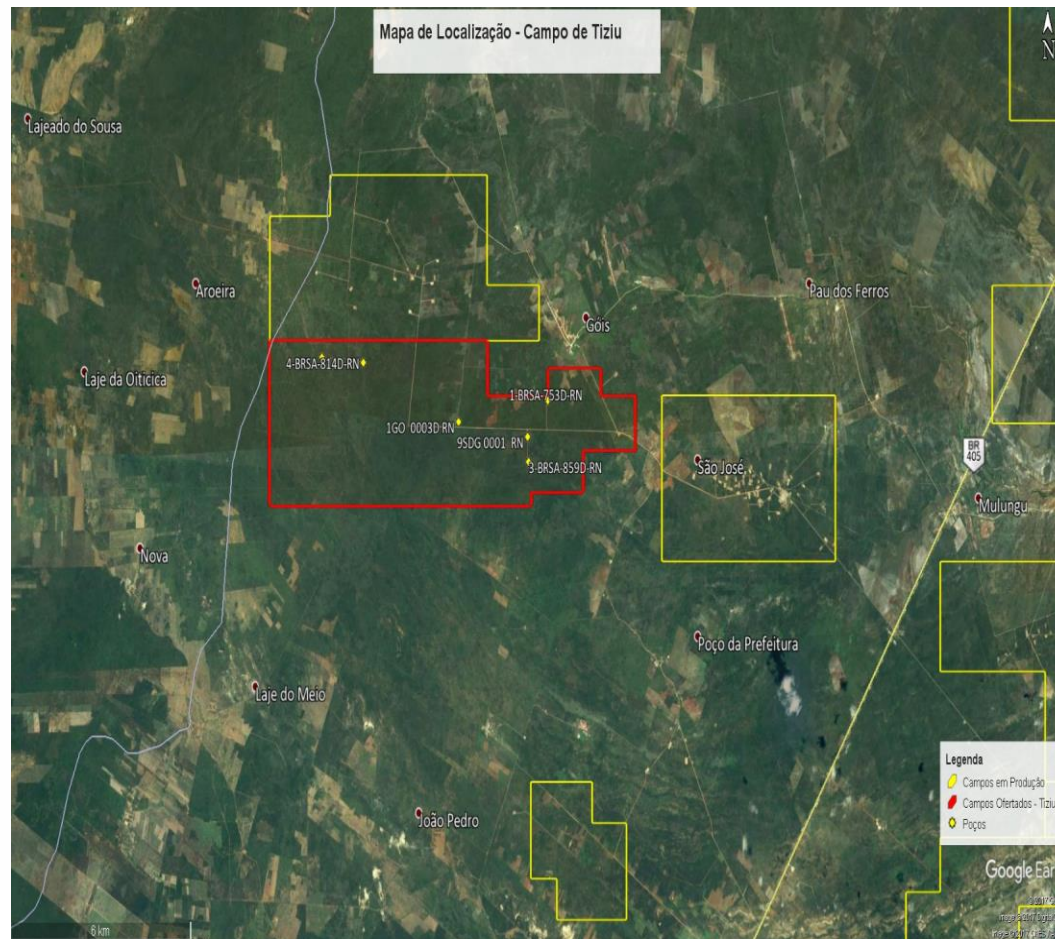 Mapa de Localização - Campo de Tiziu
N
Lajeado do Sousa
Aroeira
Pau dos Ferros
Góis
4-BRSA-814D-RN
Laje da Oiticica
1-BRSA-753D-RN
1GO 0003D RN
9SDG 0001 RN
3-BRSA-859D-RN
São José
BR
405
Mulungu
Nova
Poço da Prefeitura
Laje do Meio
João Pedro
Legenda
Campos em Produção
Campos Ofertados - Tiziu
Poços
Google Ear
6 km